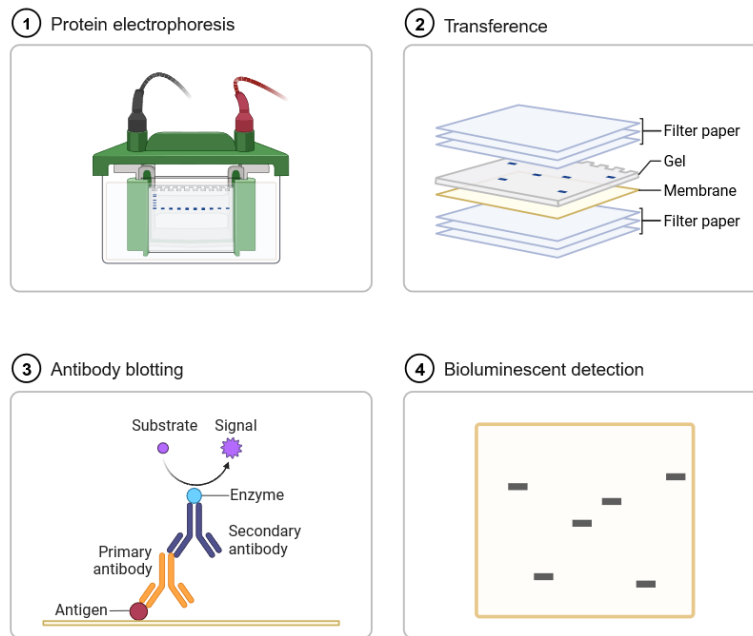 1 Protein electrophoresis
2 Transference
Filter paper
Gel
Membrane
Filter paper
3 Antibody blotting
Substrate
Signal
Enzyme
Secondary
antibody
Primary
antibody
Antigen
4 Bioluminescent detection